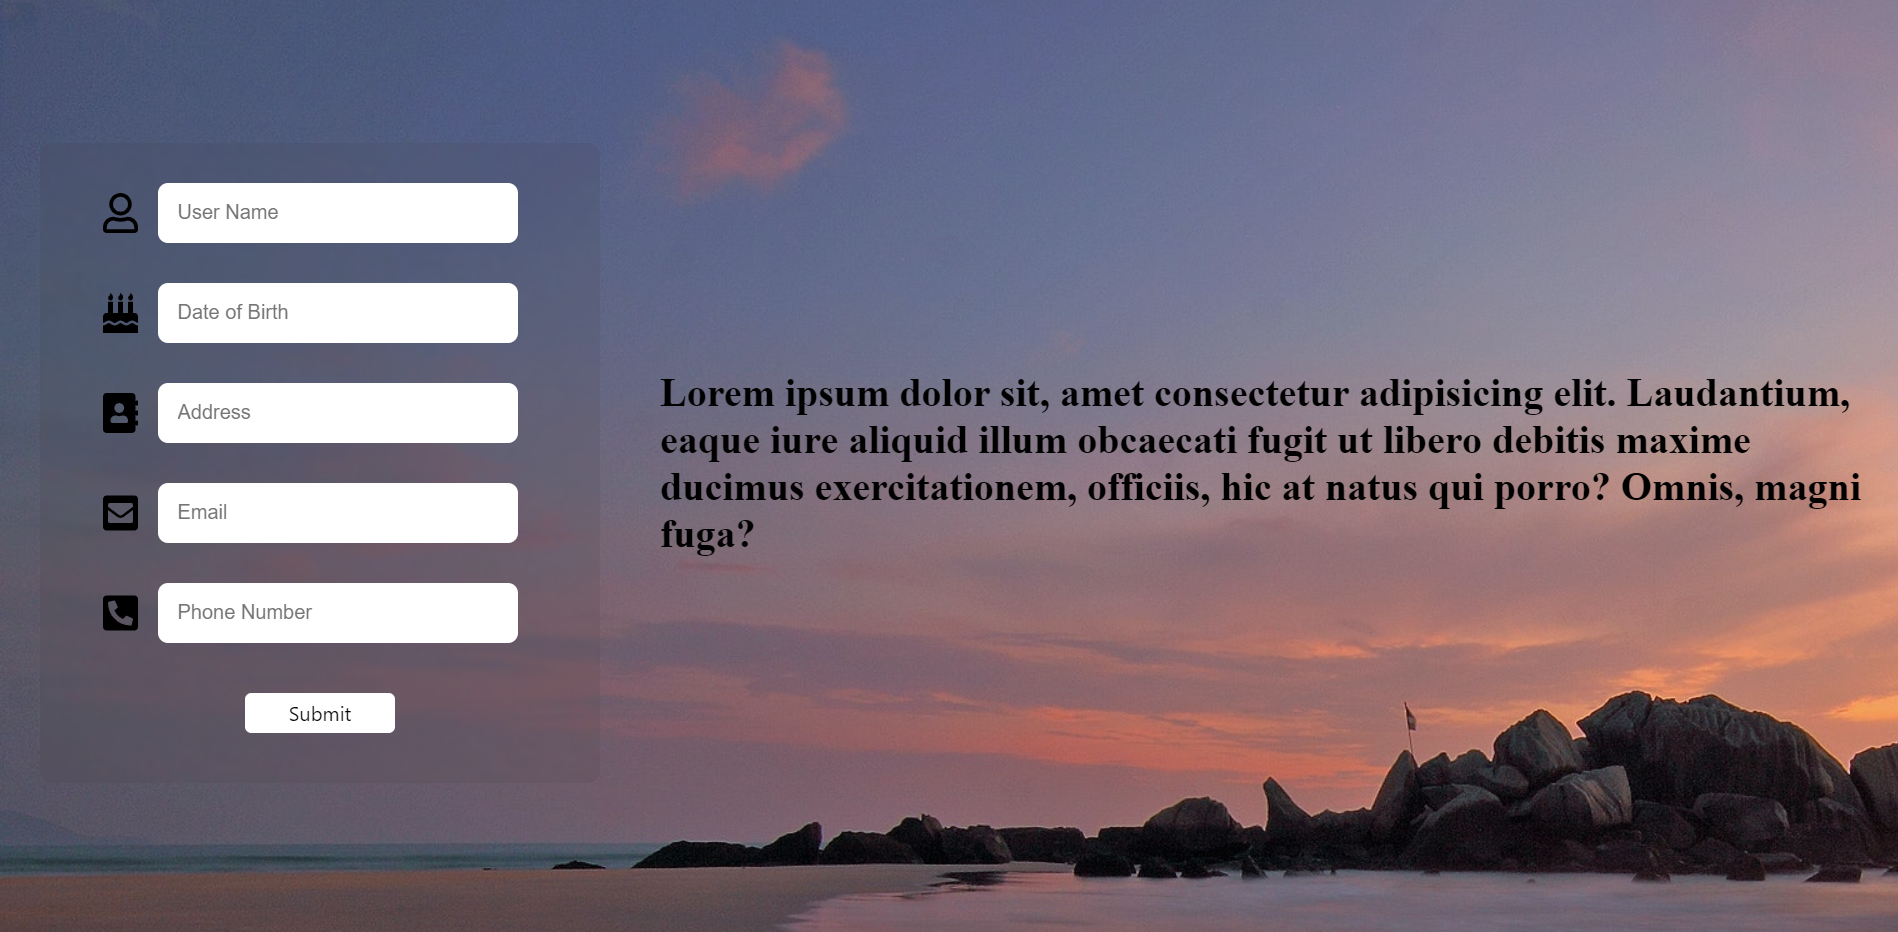 User Name
Date of Birth
Address
Email
Phone Number
Submit
Lorem ipsum dolor sit, amet consectetur adipisicing elit. Laudantium,
eaque iure aliquid illum obcaecati fugit ut libero debitis maxime
ducimus exercitationem, officiis, hic at natus qui porro? Omnis, magni
fuga?